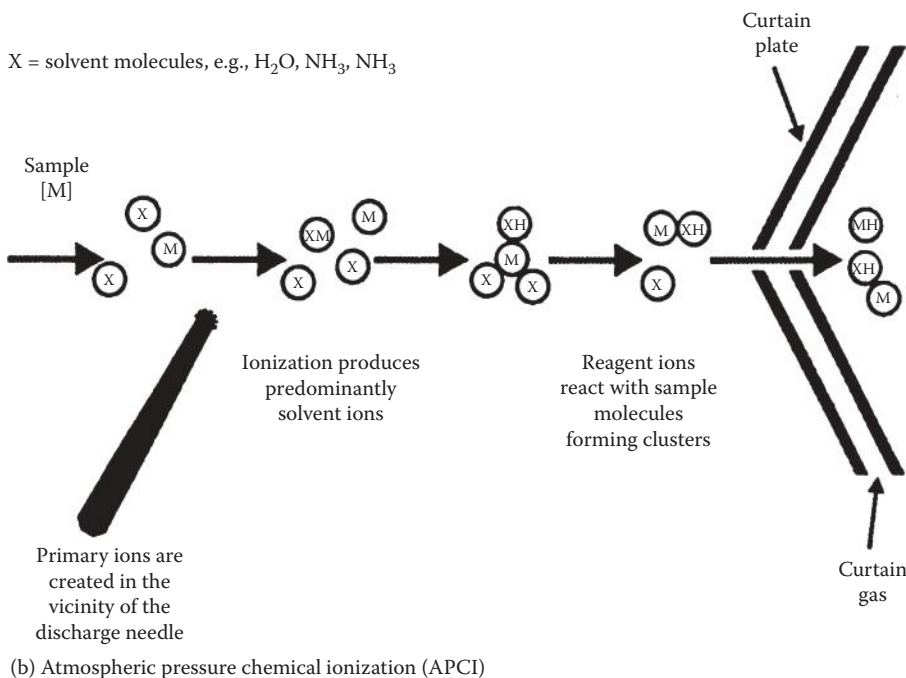 Curtain
plate
X = solvent molecules, e.g., H₂O, NH₃, NH₃
Sample
[M]
X
M
X
XM
M
X
X
XH
M
X
X
M
XH
X
MH
XH
M
Ionization produces
predominantly
solvent ions
Reagent ions
react with sample
molecules
forming clusters
Primary ions are
created in the
vicinity of the
discharge needle
Curtain
gas
(b) Atmospheric pressure chemical ionization (APCI)